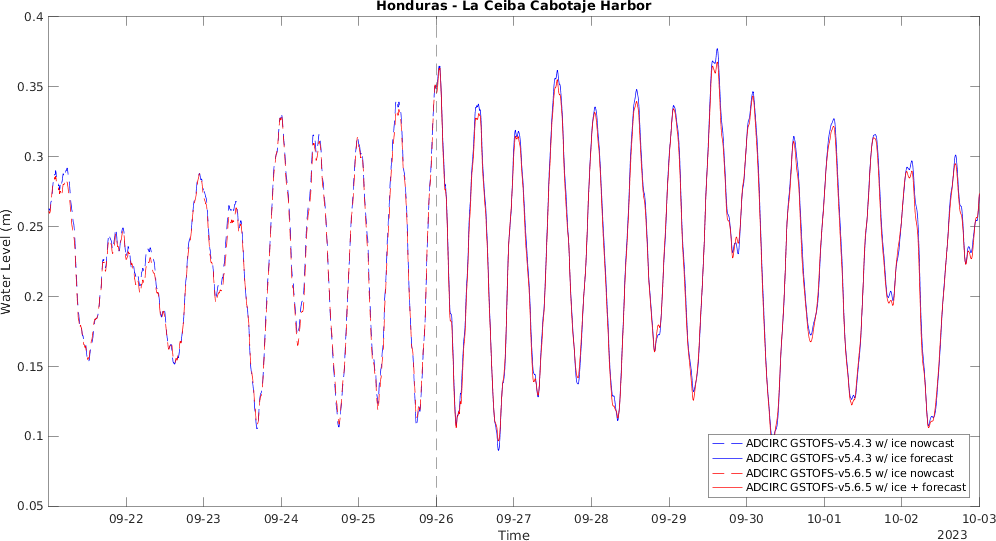 Honduras - La Ceiba Cabotaje Harbor
0.4
0.35
0.3
0.25
0.2
0.15
0.1
0.05
Water Level (m)
ADCIRC GSTOFS-v5.4.3 w/ ice nowcast
ADCIRC GSTOFS-v5.4.3 w/ ice forecast
ADCIRC GSTOFS-v5.6.5 w/ ice nowcast
ADCIRC GSTOFS-v5.6.5 w/ ice + forecast
09-22 09-23 09-24 09-25 09-26 09-27 09-28 09-29 09-30 10-01 10-02 10-03
Time
2023